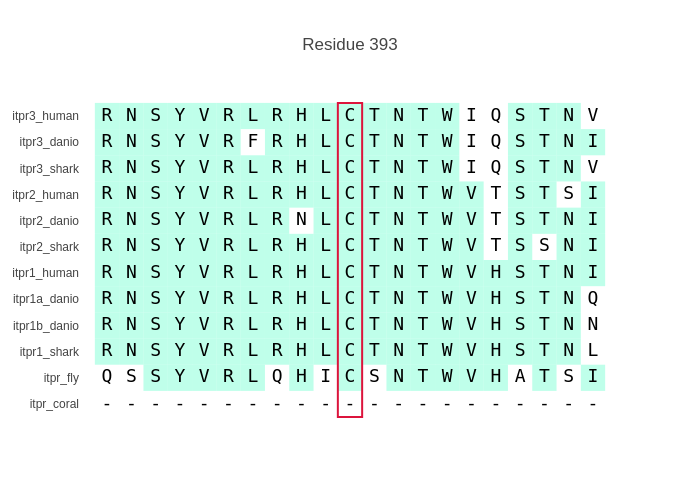 Residue 393
itpr3_human R N S Y V R L R H L C T N T W I Q S T N V
itpr3_danio R N S Y V R F R H L C T N T W I Q S T N I
itpr3_shark R N S Y V R L R H L C T N T W I Q S T N V
itpr2_human R N S Y V R L R H L C T N T W V T S T S I
itpr2_danio R N S Y V R L R N L C T N T W V T S T N I
itpr2_shark R N S Y V R L R H L C T N T W V T S S N I
itpr1_human R N S Y V R L R H L C T N T W V H S T N I
itpr1a_danio R N S Y V R L R H L C T N T W V H S T N Q
itpr1b_danio R N S Y V R L R H L C T N T W V H S T N N
itpr1_shark R N S Y V R L R H L C T N T W V H S T N L
itpr_fly Q S S Y V R L Q H I C S N T W V H A T S I
itpr_coral - - - - - - - - - - - - - - - - - - - - -